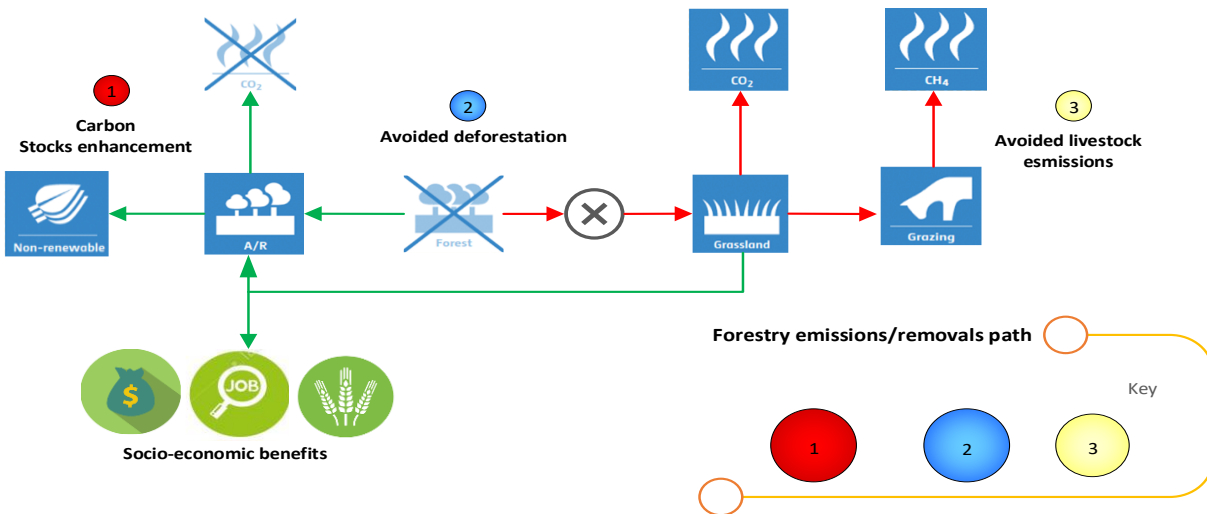 CO₂
CO₂
CH₄
1
2
3
Carbon
Stocks enhancement
Avoided deforestation
Avoided livestock
esmissions
Non-renewable
A/R
Forest
Grassland
Grazing
Forestry emissions/removals path
Key
$
JOB
1
2
3
Socio-economic benefits